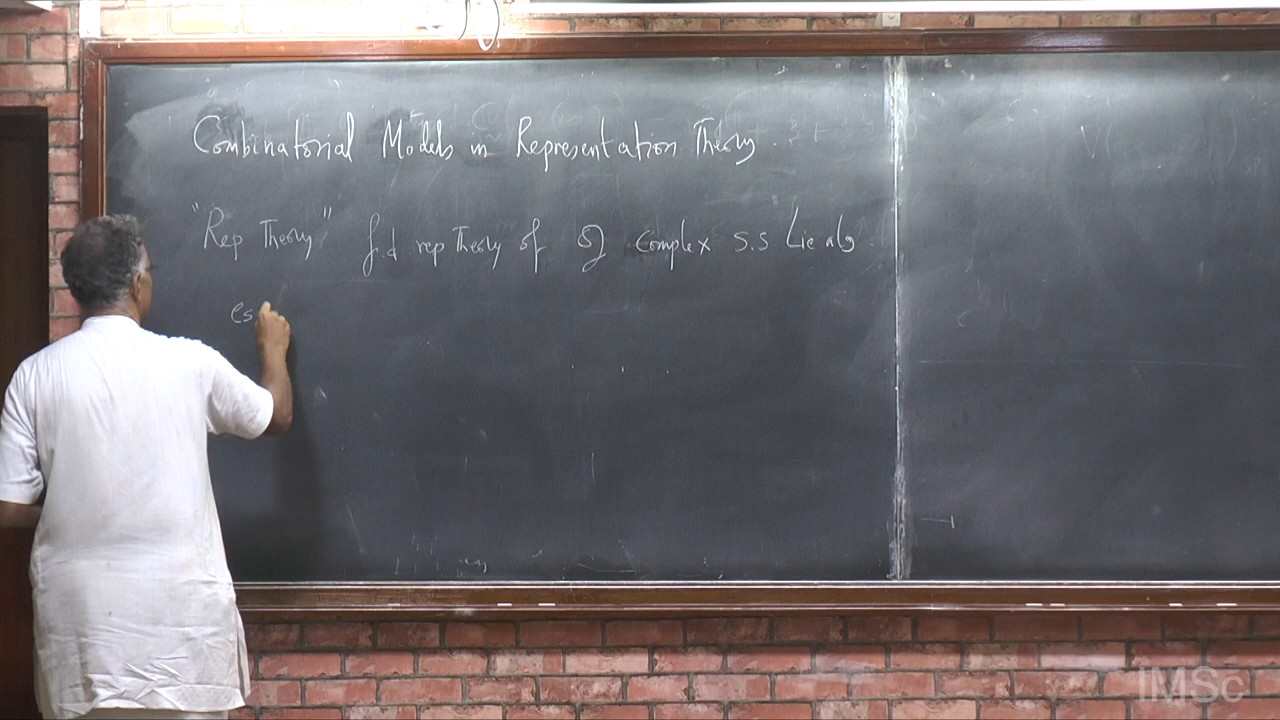 Combinatorial Models in Representation Theory.
"Rep Theory" f.d rep Theory of 𝔤 complex s.s Lie alg.
es
IMSc